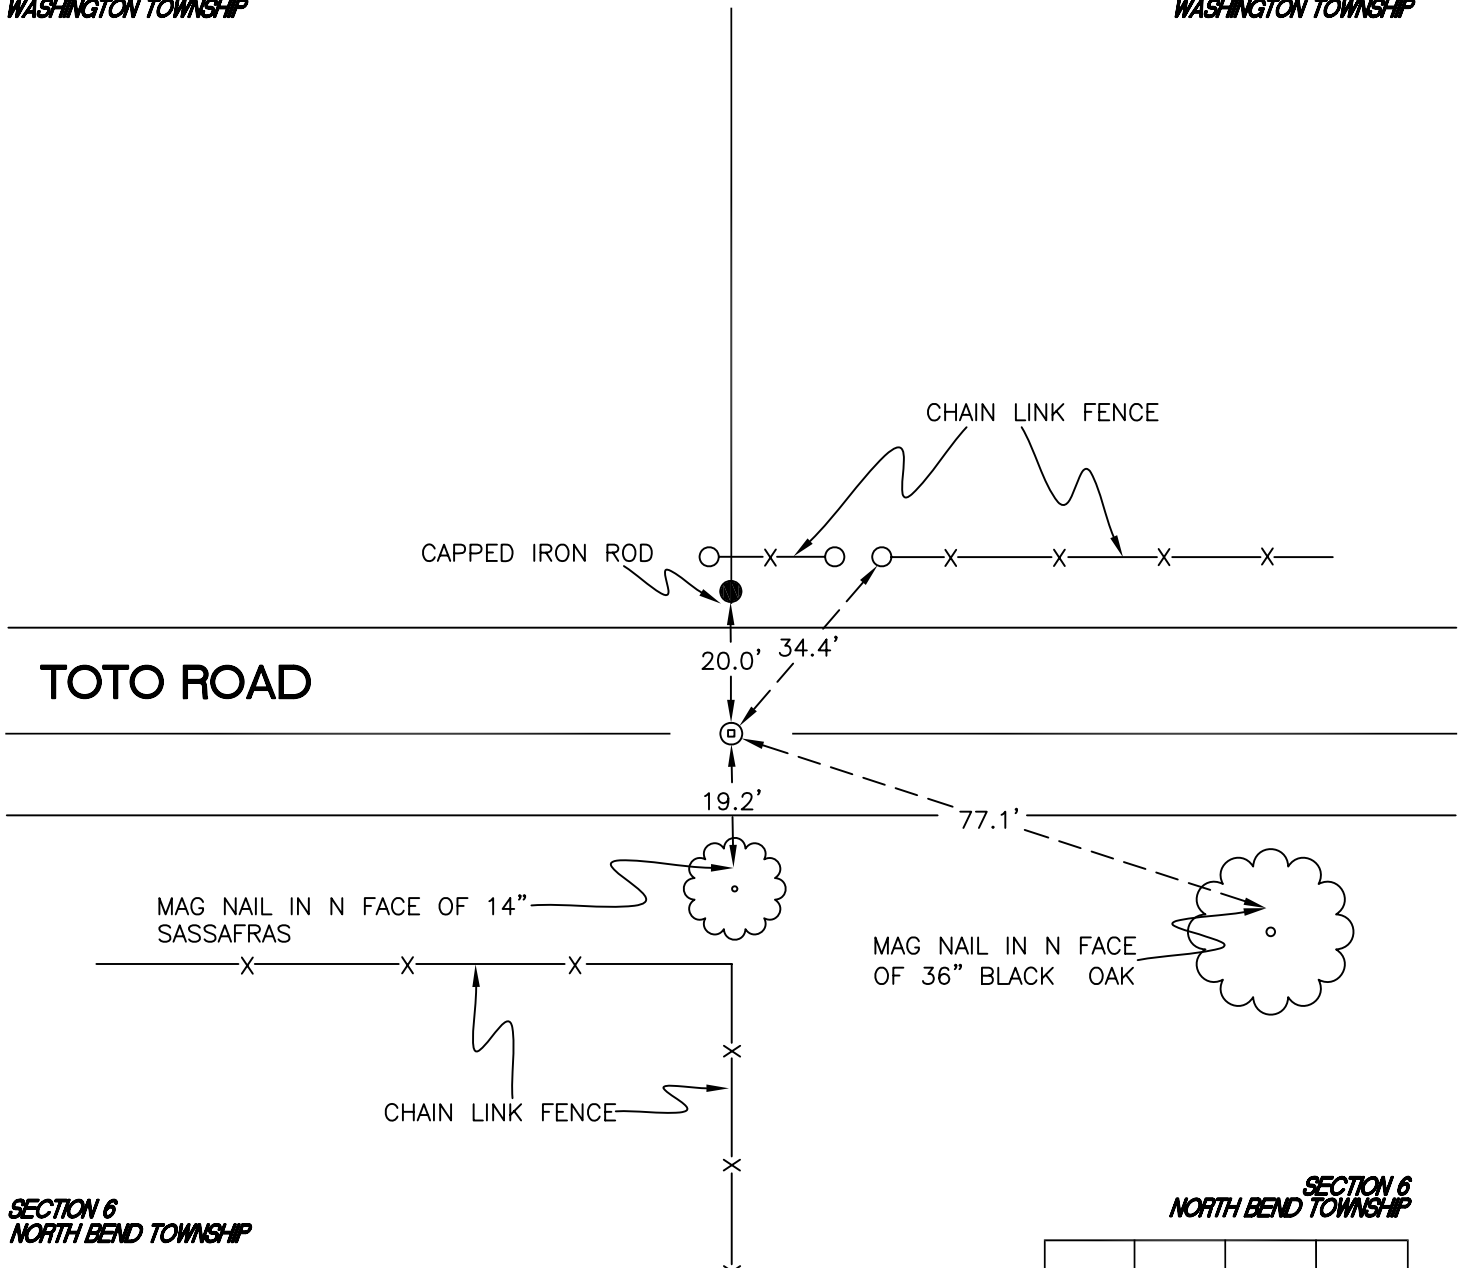 WASHINGTON TOWNSHIP
WASHINGTON TOWNSHIP
CHAIN LINK FENCE
CAPPED IRON ROD
34.4'
20.0'
TOTO ROAD
19.2'
77.1'
MAG NAIL IN N FACE OF 14"
SASSAFRAS
MAG NAIL IN N FACE
OF 36" BLACK OAK
CHAIN LINK FENCE
SECTION 6
NORTH BEND TOWNSHIP
SECTION 6
NORTH BEND TOWNSHIP